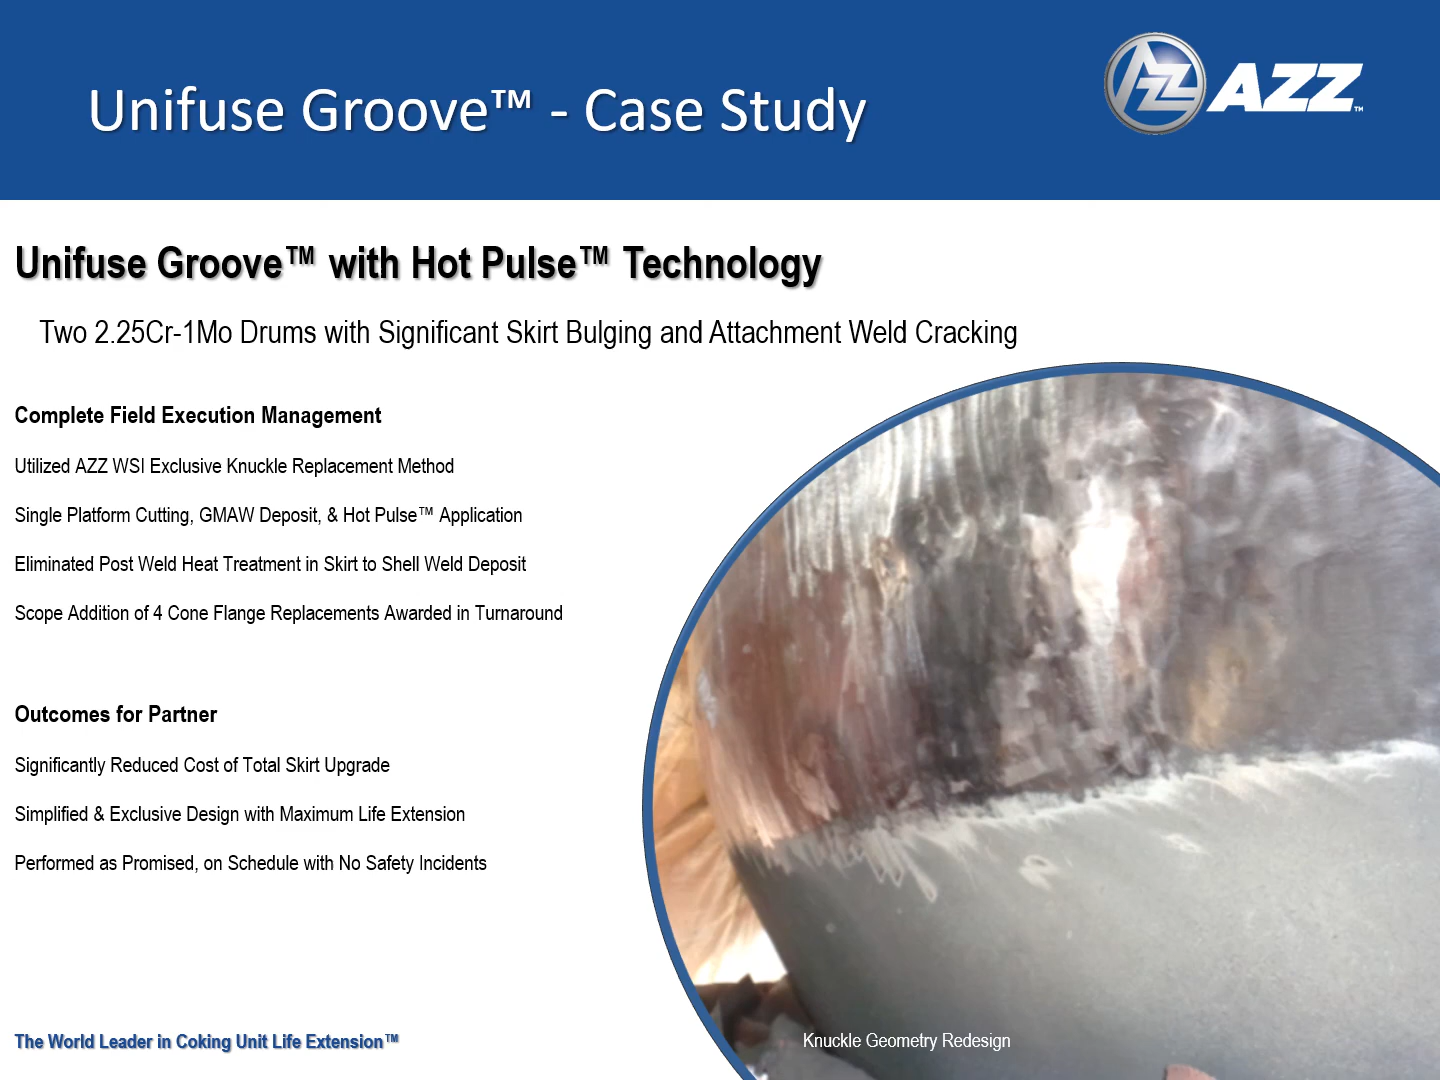 Unifuse Groove™ - Case Study
AZZ™
Unifuse Groove™ with Hot Pulse™ Technology
Two 2.25Cr-1Mo Drums with Significant Skirt Bulging and Attachment Weld Cracking
Complete Field Execution Management
Utilized AZZ WSI Exclusive Knuckle Replacement Method
Single Platform Cutting, GMAW Deposit, & Hot Pulse™ Application
Eliminated Post Weld Heat Treatment in Skirt to Shell Weld Deposit
Scope Addition of 4 Cone Flange Replacements Awarded in Turnaround
Outcomes for Partner
Significantly Reduced Cost of Total Skirt Upgrade
Simplified & Exclusive Design with Maximum Life Extension
Performed as Promised, on Schedule with No Safety Incidents
The World Leader in Coking Unit Life Extension™
Knuckle Geometry Redesign